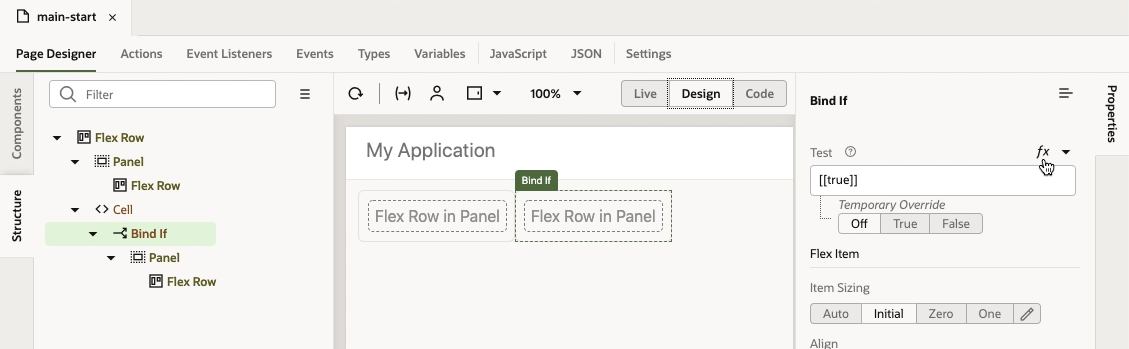 main-start ×
Page Designer Actions Event Listeners Events Types Variables JavaScript JSON Settings
Components
Structure
Filter
Flex Row
Panel
Flex Row
Cell
Bind If
Panel
Flex Row
100%
Live Design Code
My Application
Bind If
Flex Row in Panel Flex Row in Panel
Bind If
Test
fx
[[true]]
Temporary Override
Off True False
Flex Item
Item Sizing
Auto Initial Zero One
Align
Properties